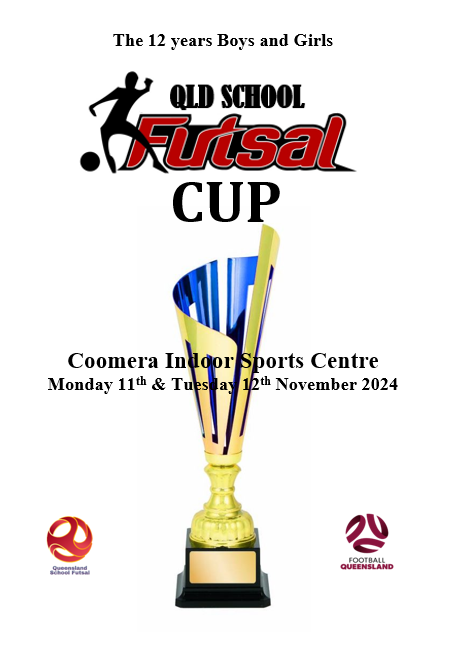 The 12 years Boys and Girls
QLD SCHOOL
Futsal
CUP
Coomera Indoor Sports Centre
Monday 11th & Tuesday 12th November 2024
Queensland
School Futsal
FOOTBALL
QUEENSLAND